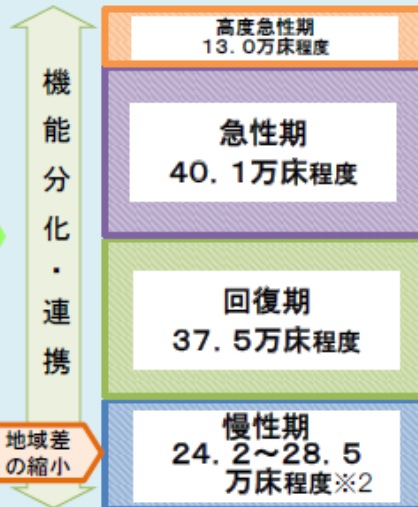 高度急性期
13.0万床程度
機能分化・連携
急性期
40.1万床程度
回復期
37.5万床程度
地域差
の縮小
慢性期
24.2~28.5
万床程度※2